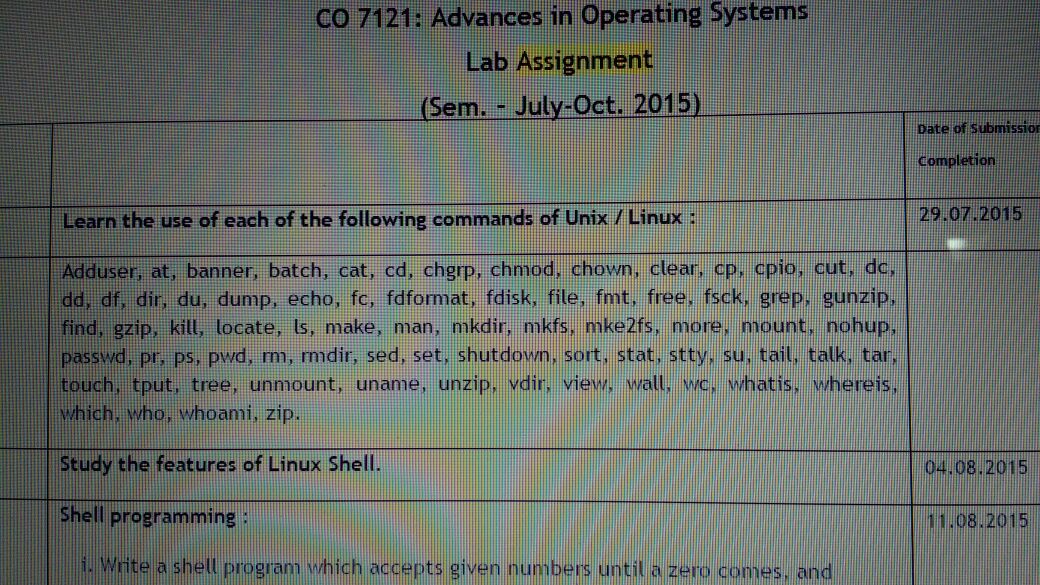 CO 7121: Advances in Operating Systems
Lab Assignment
(Sem. - July-Oct. 2015)
Date of Submission
Completion
Learn the use of each of the following commands of Unix / Linux :
29.07.2015
Adduser, at, banner, batch, cat, cd, chgrp, chmod, chown, clear, cp, cpio, cut, dc,
dd, df, dir, du, dump, echo, fc, fdformat, fdisk, file, fmt, free, fsck, grep, gunzip,
find, gzip, kill, locate, ls, make, man, mkdir, mkfs, mke2fs, more, mount, nohup,
passwd, pr, ps, pwd, rm, rmdir, sed, set, shutdown, sort, stat, stty, su, tail, talk, tar,
touch, tput, tree, unmount, uname, unzip, vdir, view, wall, wc, whatis, whereis,
which, who, whoami, zip.
Study the features of Linux Shell.
04.08.2015
Shell programming :
11.08.2015
i. Write a shell program which accepts given numbers until a zero comes, and